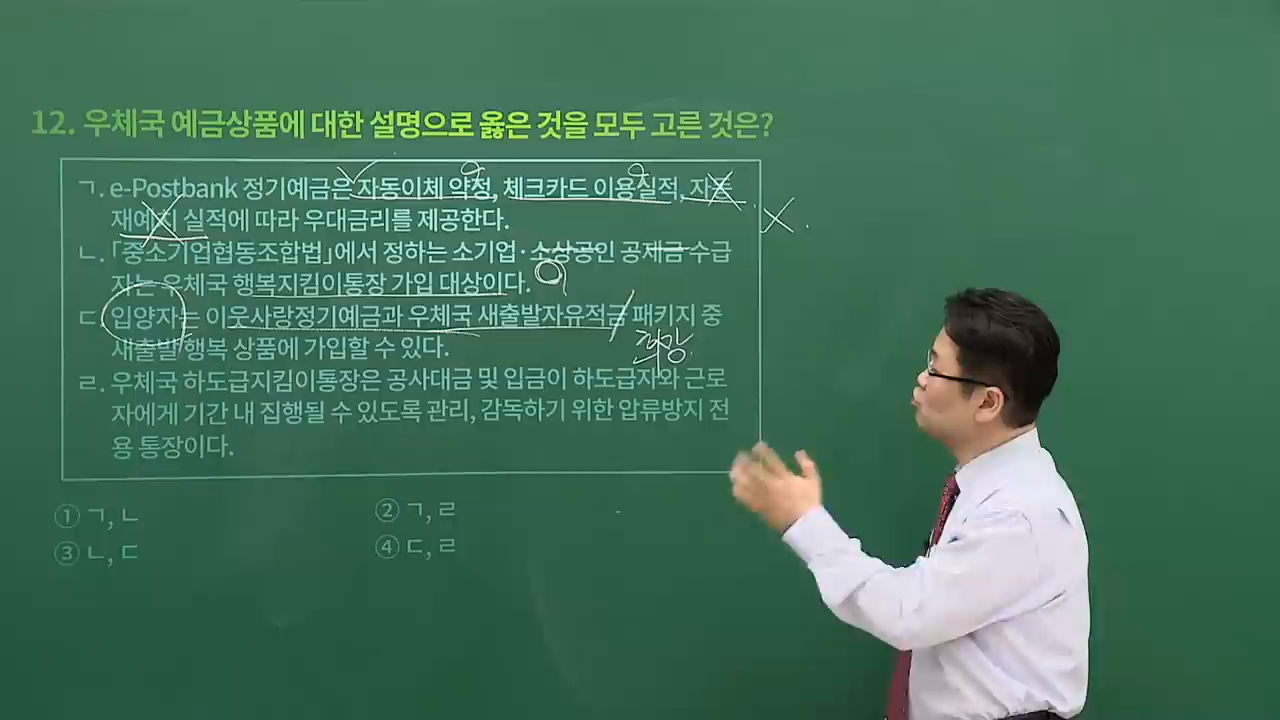 12. 우체국 예금상품에 대한 설명으로 옳은 것을 모두 고른 것은?
ㄱ. e-Postbank 정기예금은 자동이체 약정, 체크카드 이용실적, 자동
재예치 실적에 따라 우대금리를 제공한다.
ㄴ. 「중소기업협동조합법」에서 정하는 소기업·소상공인 공제금 수급
자는 우체국 행복지킴이통장 가입 대상이다.
ㄷ. 입양자는 이웃사랑정기예금과 우체국 새출발자유적금 패키지 중
새출발 행복 상품에 가입할 수 있다.
ㄹ. 우체국 하도급지킴이통장은 공사대금 및 입금이 하도급자와 근로
자에게 기간 내 집행될 수 있도록 관리, 감독하기 위한 압류방지 전
용 통장이다.
① ㄱ, ㄴ
② ㄱ, ㄹ
③ ㄴ, ㄷ
④ ㄷ, ㄹ